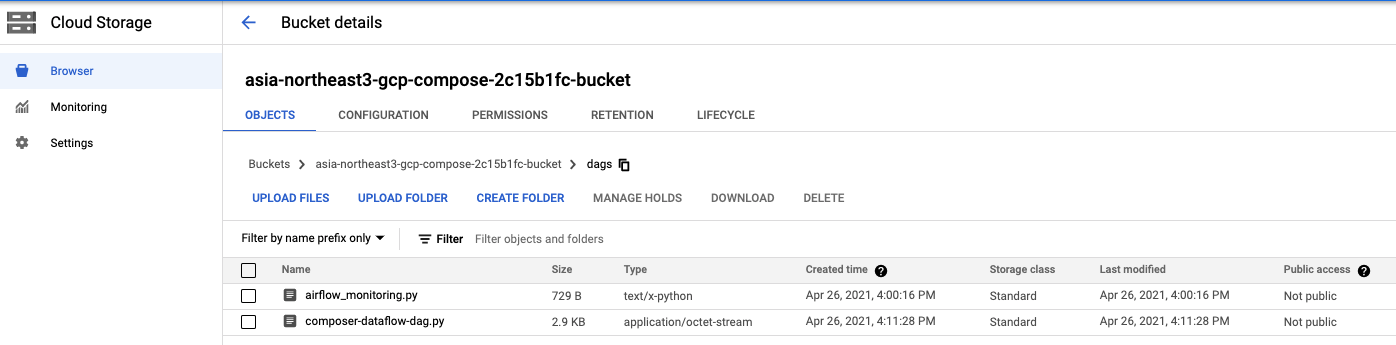 Cloud Storage
Bucket details
Browser
Monitoring
Settings
asia-northeast3-gcp-compose-2c15b1fc-bucket
OBJECTS CONFIGURATION PERMISSIONS RETENTION LIFECYCLE
Buckets > asia-northeast3-gcp-compose-2c15b1fc-bucket > dags
UPLOAD FILES UPLOAD FOLDER CREATE FOLDER MANAGE HOLDS DOWNLOAD DELETE
Filter by name prefix only Filter Filter objects and folders
Name Size Type Created time ? Storage class Last modified Public access ?
airflow_monitoring.py 729 B text/x-python Apr 26, 2021, 4:00:16 PM Standard Apr 26, 2021, 4:00:16 PM Not public
composer-dataflow-dag.py 2.9 KB application/octet-stream Apr 26, 2021, 4:11:28 PM Standard Apr 26, 2021, 4:11:28 PM Not public